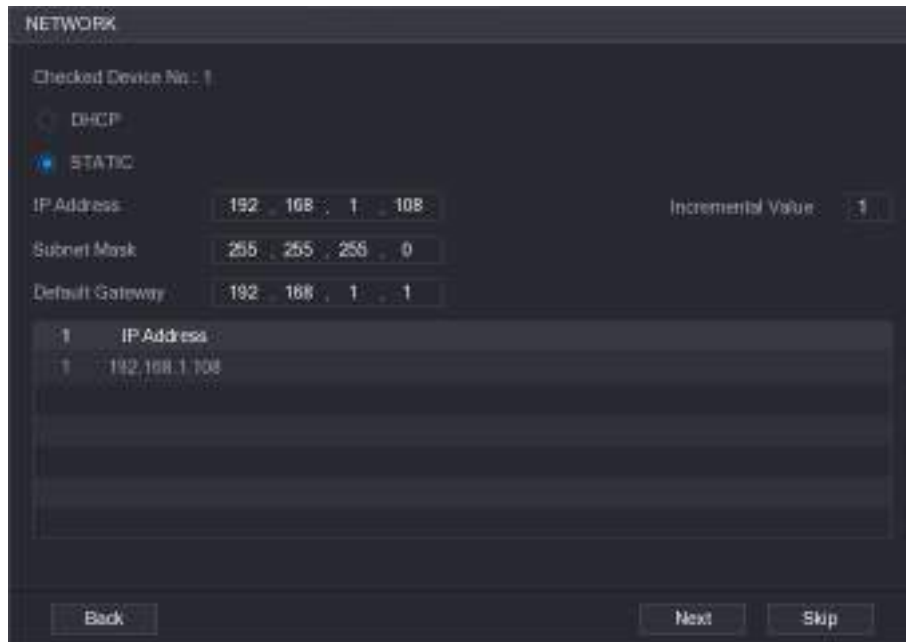 NETWORK
Checked Device No.: 1
DHCP
STATIC
IP Address 192 . 168 . 1 . 108 Incremental Value 1
Subnet Mask 255 . 255 . 255 . 0
Default Gateway 192 . 168 . 1 . 1
1 IP Address
1 192.168.1.108
Back Next Skip